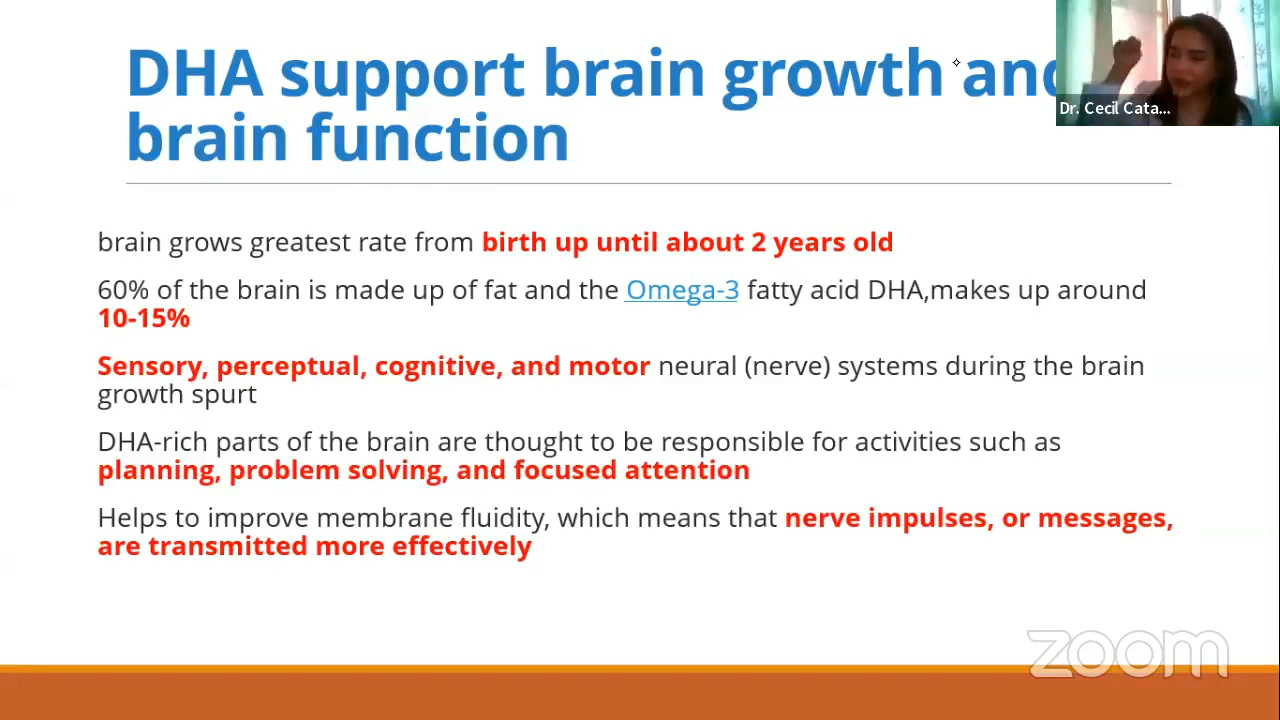 DHA support brain growth and
brain function
Dr. Cecil Cata...
brain grows greatest rate from birth up until about 2 years old
60% of the brain is made up of fat and the Omega-3 fatty acid DHA,makes up around
10-15%
Sensory, perceptual, cognitive, and motor neural (nerve) systems during the brain
growth spurt
DHA-rich parts of the brain are thought to be responsible for activities such as
planning, problem solving, and focused attention
Helps to improve membrane fluidity, which means that nerve impulses, or messages,
are transmitted more effectively
zoom